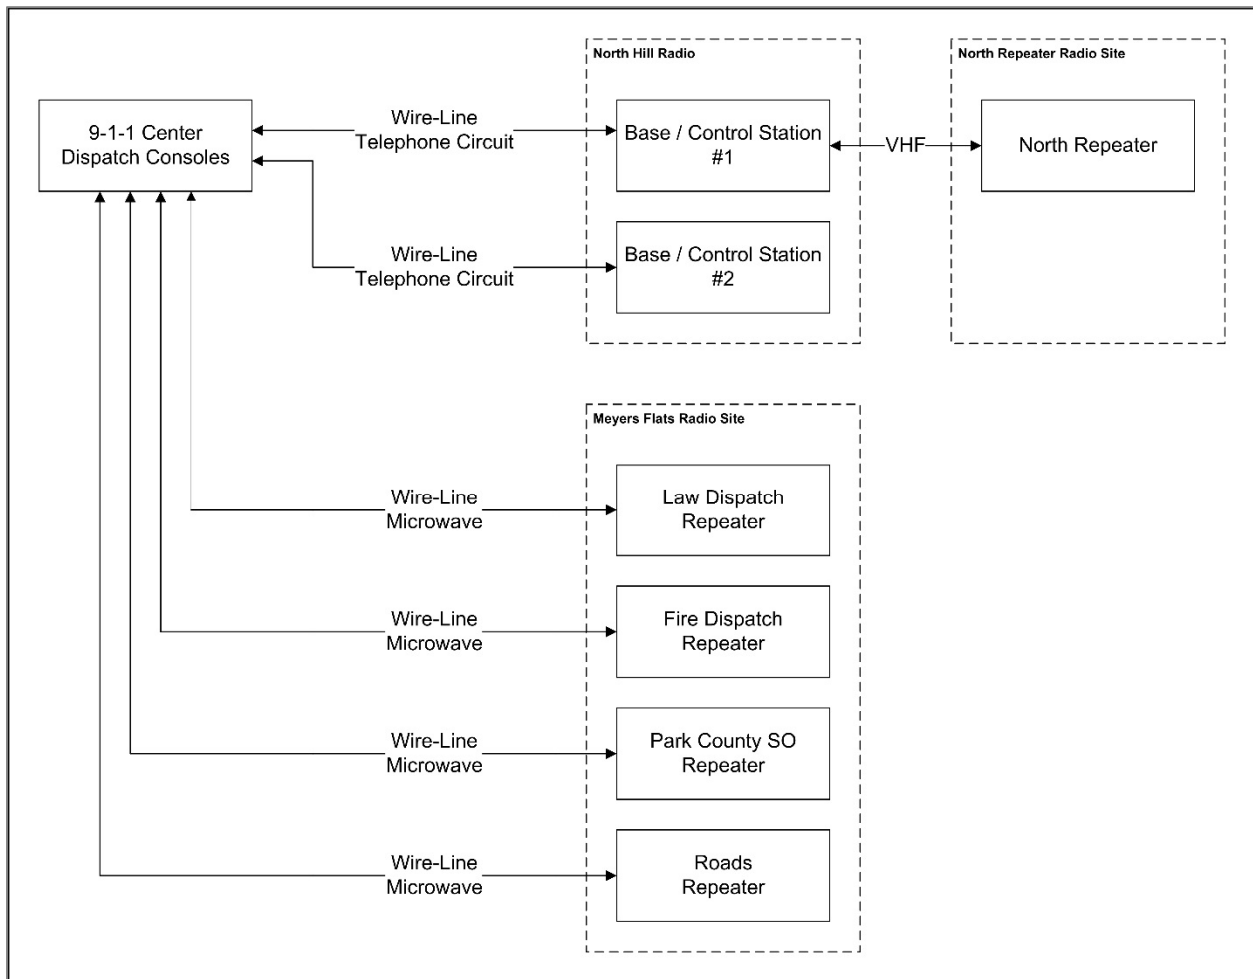 North Hill Radio
North Repeater Radio Site
9-1-1 Center
Dispatch Consoles
Wire-Line
Telephone Circuit
Base / Control Station
#1
VHF
North Repeater
Wire-Line
Telephone Circuit
Base / Control Station
#2
Meyers Flats Radio Site
Wire-Line
Microwave
Law Dispatch
Repeater
Wire-Line
Microwave
Fire Dispatch
Repeater
Wire-Line
Microwave
Park County SO
Repeater
Wire-Line
Microwave
Roads
Repeater